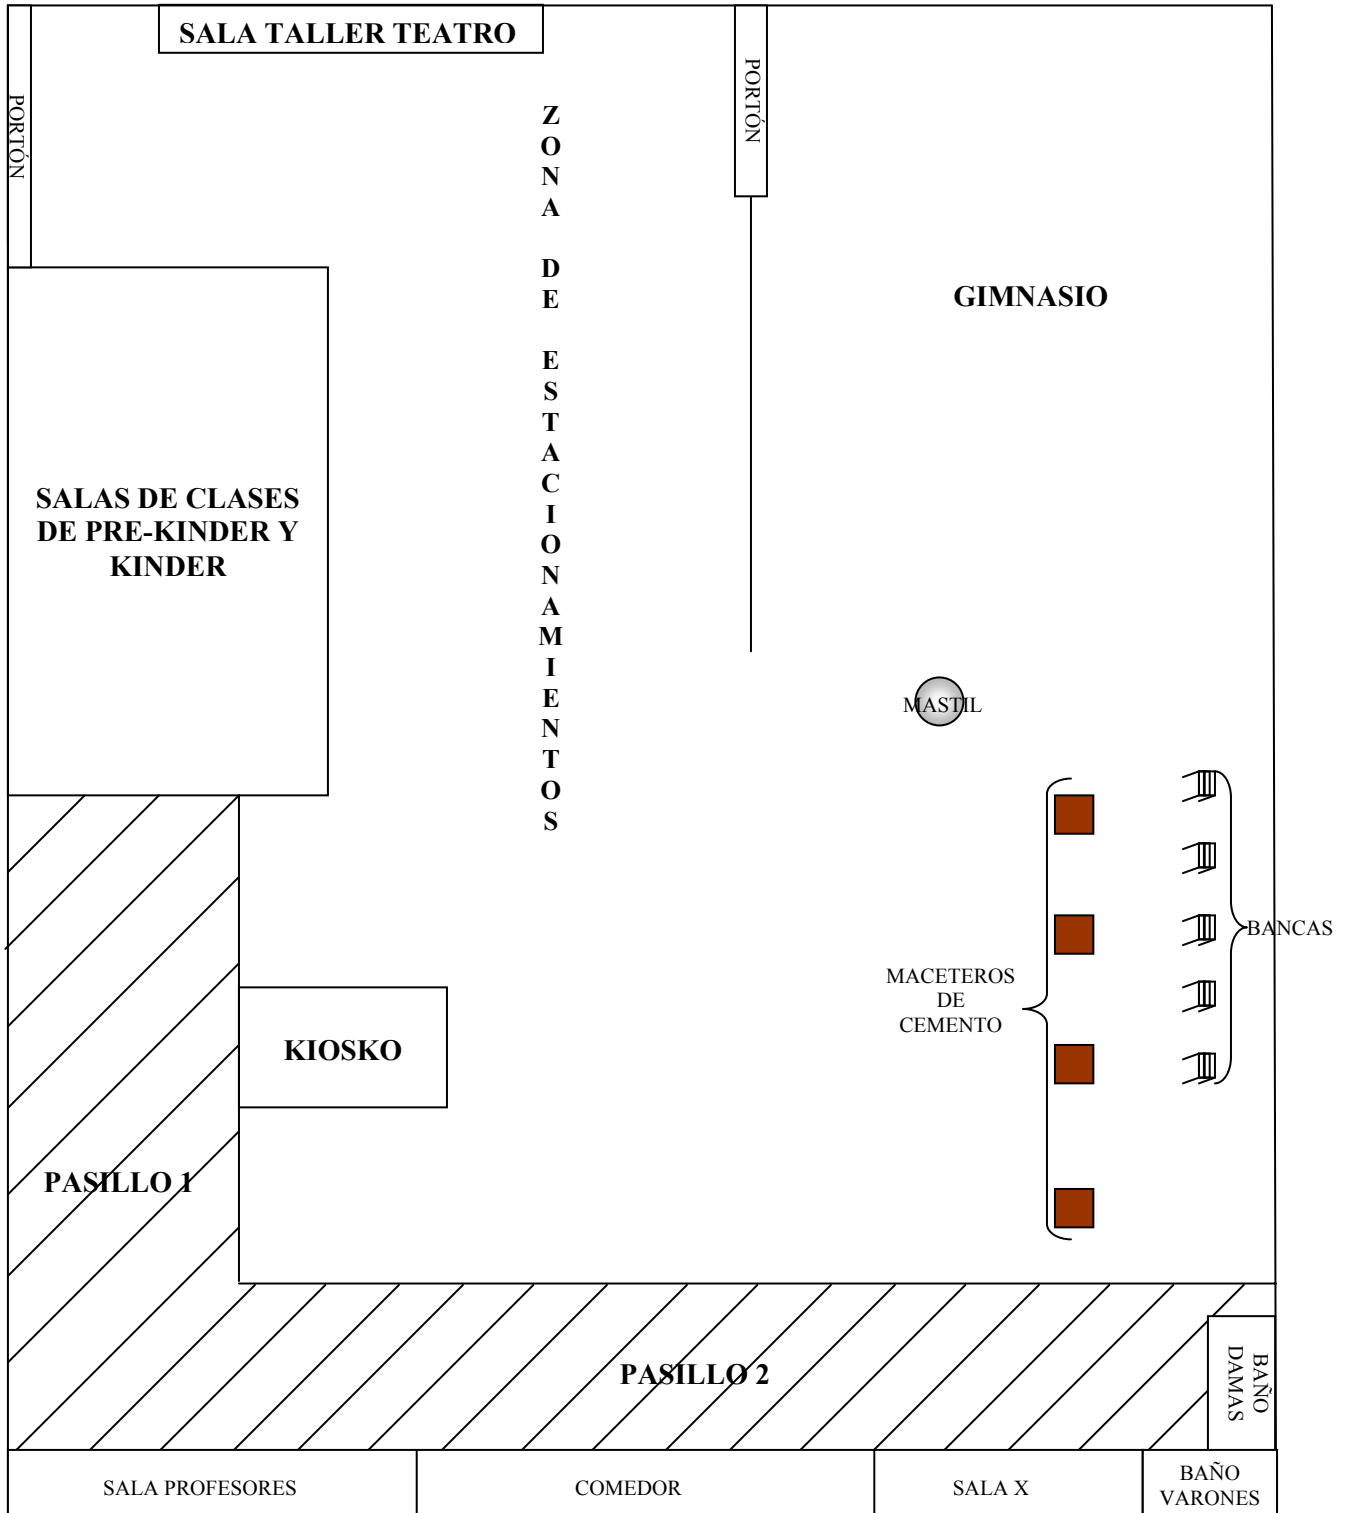 SALA TALLER TEATRO
PORTÓN
PORTÓN
ZONA DE ESTACIONAMIENTOS
GIMNASIO
SALAS DE CLASES
DE PRE-KINDER Y
KINDER
MASTIL
BANCAS
MACETEROS
DE
CEMENTO
KIOSKO
PASILLO 1
PASILLO 2
BAÑO
DAMAS
SALA PROFESORES
COMEDOR
SALA X
BAÑO
VARONES